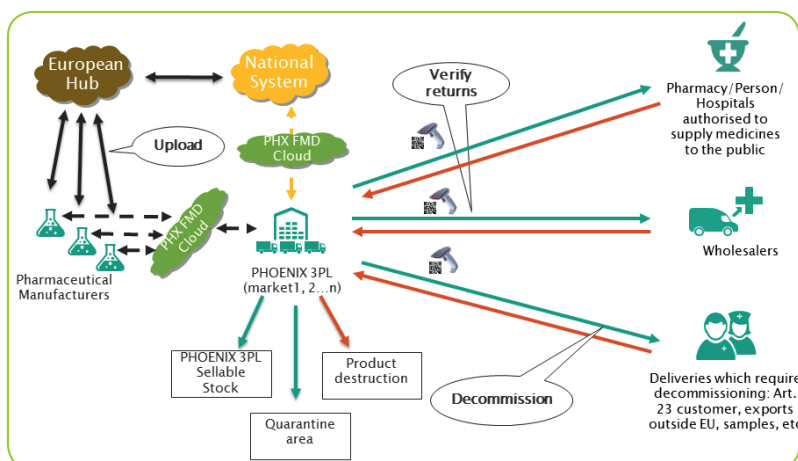 European
Hub
National
System
Verify
returns
Pharmacy/Person/
Hospitals
authorised to
supply medicines
to the public
Upload
PHX FMD
Cloud
PHX FMD
Cloud
Pharmaceutical
Manufacturers
PHOENIX 3PL
(market1, 2...n)
Wholesalers
PHOENIX 3PL
Sellable
Stock
Product
destruction
Quarantine
area
Decommission
Deliveries which require
decommissioning: Art.
23 customer, exports
outside EU, samples, etc